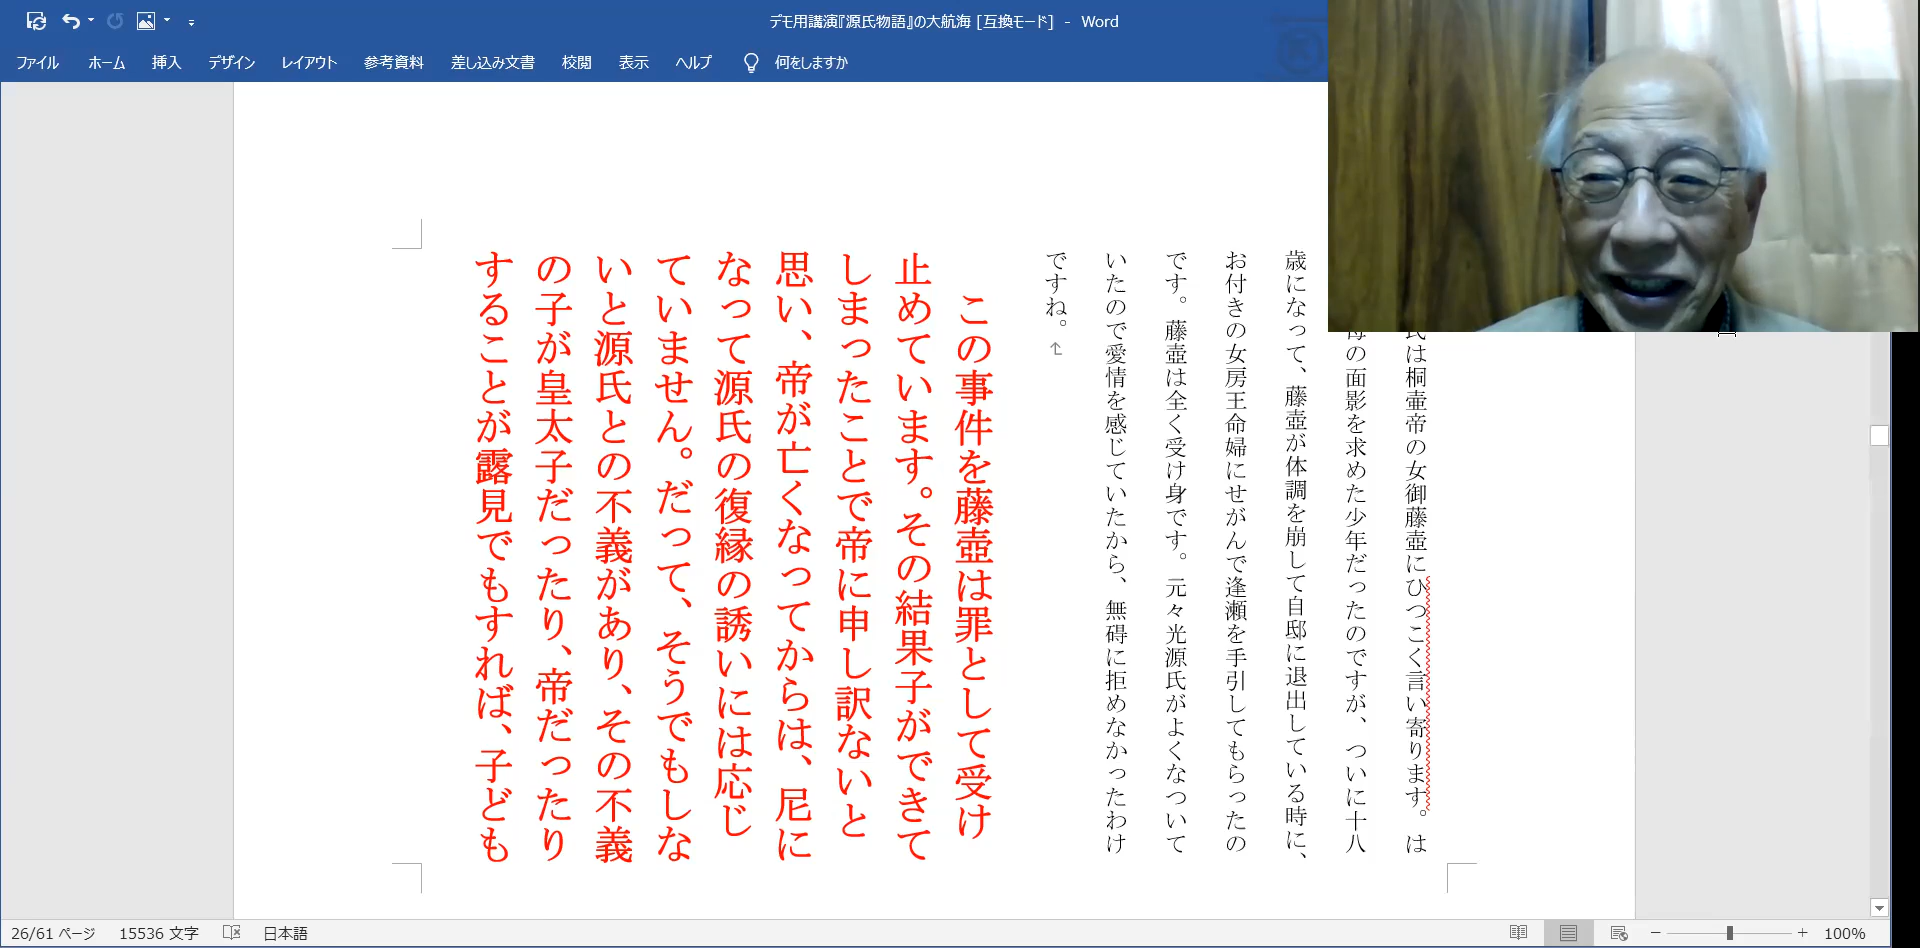 デモ用講演『源氏物語』の大航海 [互換モード] - Word
ファイル ホーム 挿入 デザイン レイアウト 参考資料 差し込み文書 校閲 表示 ヘルプ 何をしますか
氏は桐壷帝の女御藤壷にひつこく言い寄ります。は
の面影を求めた少年だったのですが、ついに十八
歳になって、藤壷が体調を崩して自邸に退出している時に、
お付きの女房王命婦にせがんで逢瀬を手引してもらったの
です。藤壷は全く受け身です。元々光源氏がよくなついて
いたので愛情を感じていたから、無碍に拒めなかったわけ
ですね。
この事件を藤壷は罪として受け
止めています。その結果子ができて
しまったことで帝に申し訳ないと
思い、帝が亡くなってからは、尼に
なって源氏の復縁の誘いには応じ
ていません。だって、そうでもしな
いと源氏との不義があり、その不義
の子が皇太子だったり、帝だったり
することが露見でもすれば、子ども
26/61 ページ 15536 文字 日本語 100%